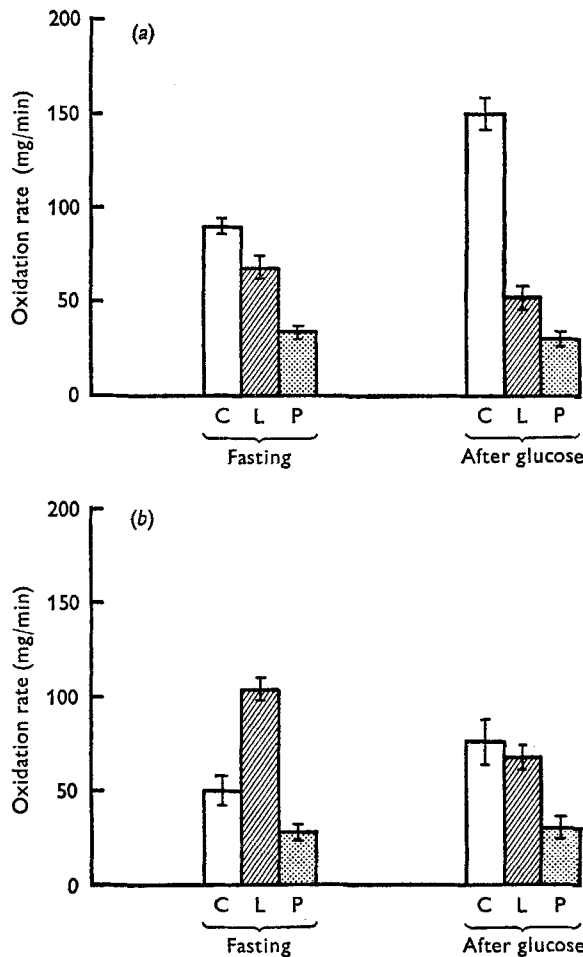 (a)
200
150
100
50
0
Oxidation rate (mg/min)
C L P C L P
Fasting After glucose
(b)
200
150
100
50
0
Oxidation rate (mg/min)
C L P C L P
Fasting After glucose